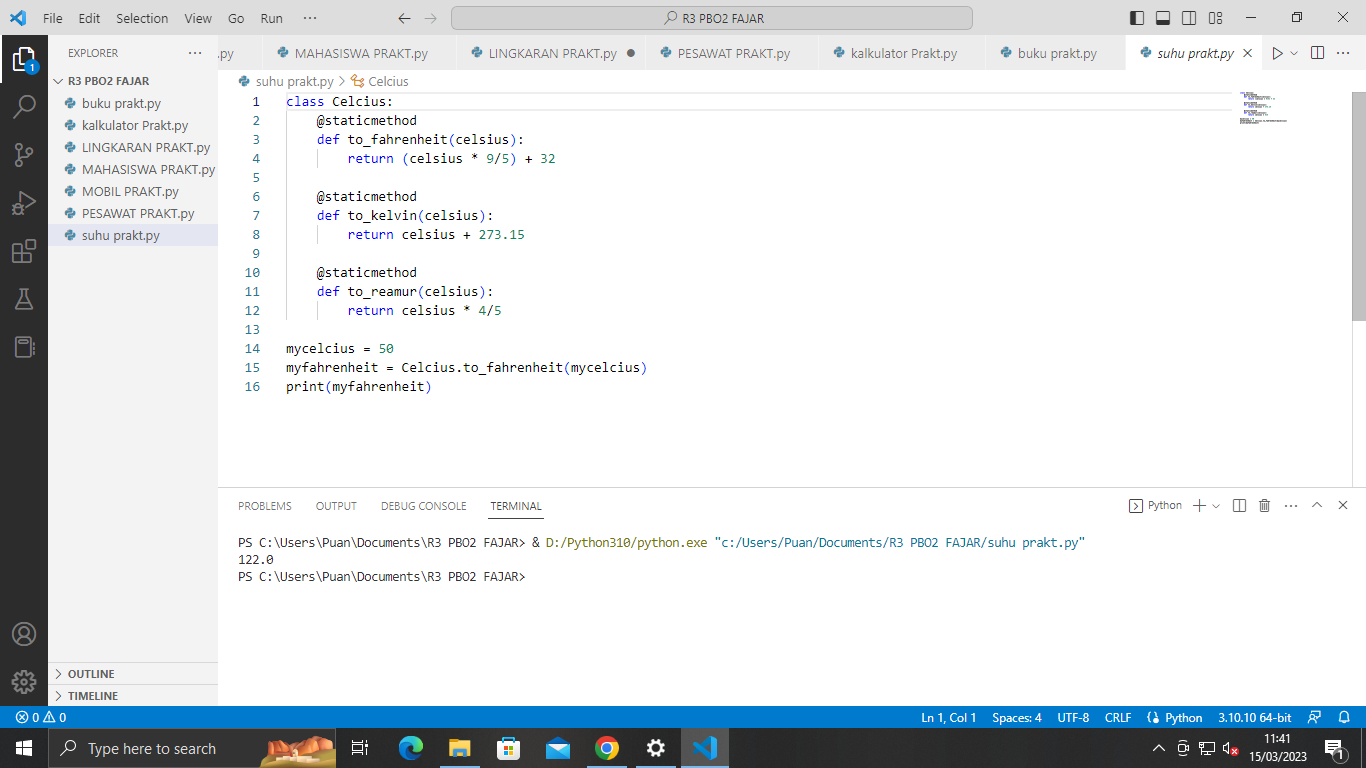 File Edit Selection View Go Run ···
R3 PBO2 FAJAR
EXPLORER ···
.py MAHASISWA PRAKT.py LINGKARAN PRAKT.py PESAWAT PRAKT.py kalkulator Prakt.py buku prakt.py suhu prakt.py
1
R3 PBO2 FAJAR
buku prakt.py
kalkulator Prakt.py
LINGKARAN PRAKT.py
MAHASISWA PRAKT.py
MOBIL PRAKT.py
PESAWAT PRAKT.py
suhu prakt.py
OUTLINE
TIMELINE
suhu prakt.py > Celcius
1 class Celcius:
2 @staticmethod
3 def to_fahrenheit(celsius):
4 return (celsius * 9/5) + 32
5
6 @staticmethod
7 def to_kelvin(celsius):
8 return celsius + 273.15
9
10 @staticmethod
11 def to_reamur(celsius):
12 return celsius * 4/5
13
14 mycelcius = 50
15 myfahrenheit = Celcius.to_fahrenheit(mycelcius)
16 print(myfahrenheit)
PROBLEMS OUTPUT DEBUG CONSOLE TERMINAL
Python
PS C:\Users\Puan\Documents\R3 PBO2 FAJAR> & D:/Python310/python.exe "c:/Users/Puan/Documents/R3 PBO2 FAJAR/suhu prakt.py"
122.0
PS C:\Users\Puan\Documents\R3 PBO2 FAJAR>
0 0
Ln 1, Col 1 Spaces: 4 UTF-8 CRLF Python 3.10.10 64-bit
Type here to search
11:41
15/03/2023
1